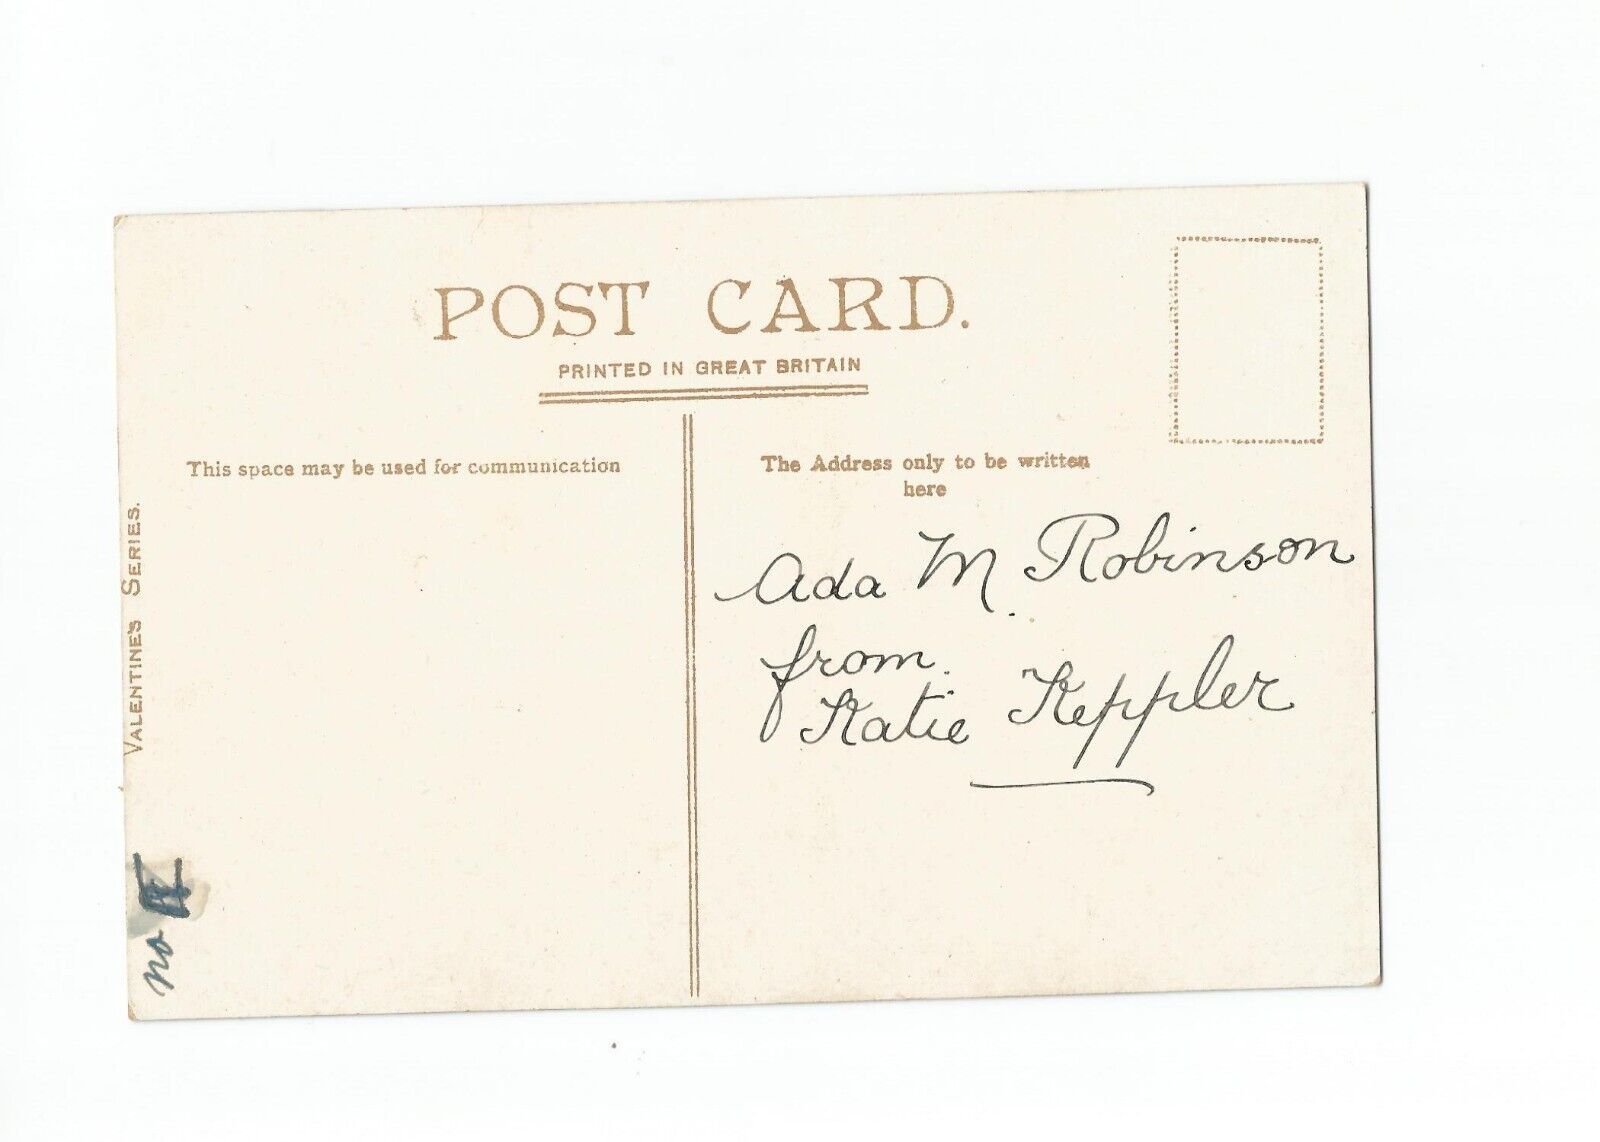 POST CARD.
PRINTED IN GREAT BRITAIN
This space may be used for communication
The Address only to be written
here
VALENTINE'S SERIES.
Ada M. Robinson
from
Katie Keppler
no